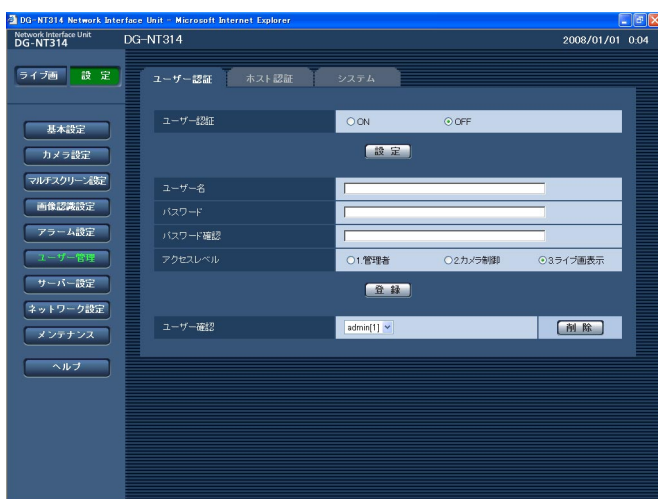 DG-NT314 Network Interface Unit - Microsoft Internet Explorer
Network Interface Unit
DG-NT314
DG-NT314
2008/01/01 0:04
ライブ画
設 定
ユーザー認証
ホスト認証
システム
ユーザー認証
ON
OFF
設 定
基本設定
カメラ設定
マルチスクリーン設定
画像認識設定
アラーム設定
ユーザー管理
サーバー設定
ネットワーク設定
メンテナンス
ヘルプ
ユーザー名
パスワード
パスワード確認
アクセスレベル
1.管理者
2.カメラ制御
3.ライブ画表示
登 録
ユーザー確認
admin[1]
削 除